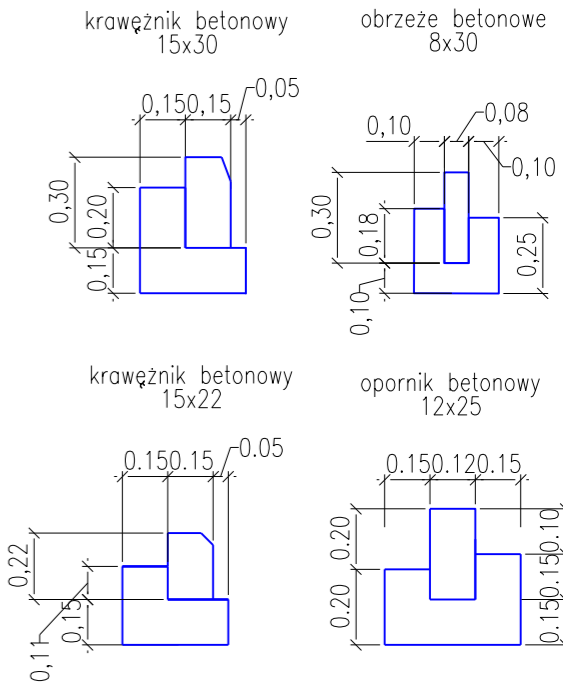 krawężnik betonowy
15x30
0,15 0,15 0,05
0,30
0,20
0,15
obrzeże betonowe
8x30
0,10 0,08
0,10
0,30
0,18
0,10
0,25
krawężnik betonowy
15x22
0.15 0.15 0.05
0,22
0,15
0,11
opornik betonowy
12x25
0.15 0.12 0.15
0.20
0.20
0.10
0.15
0.15